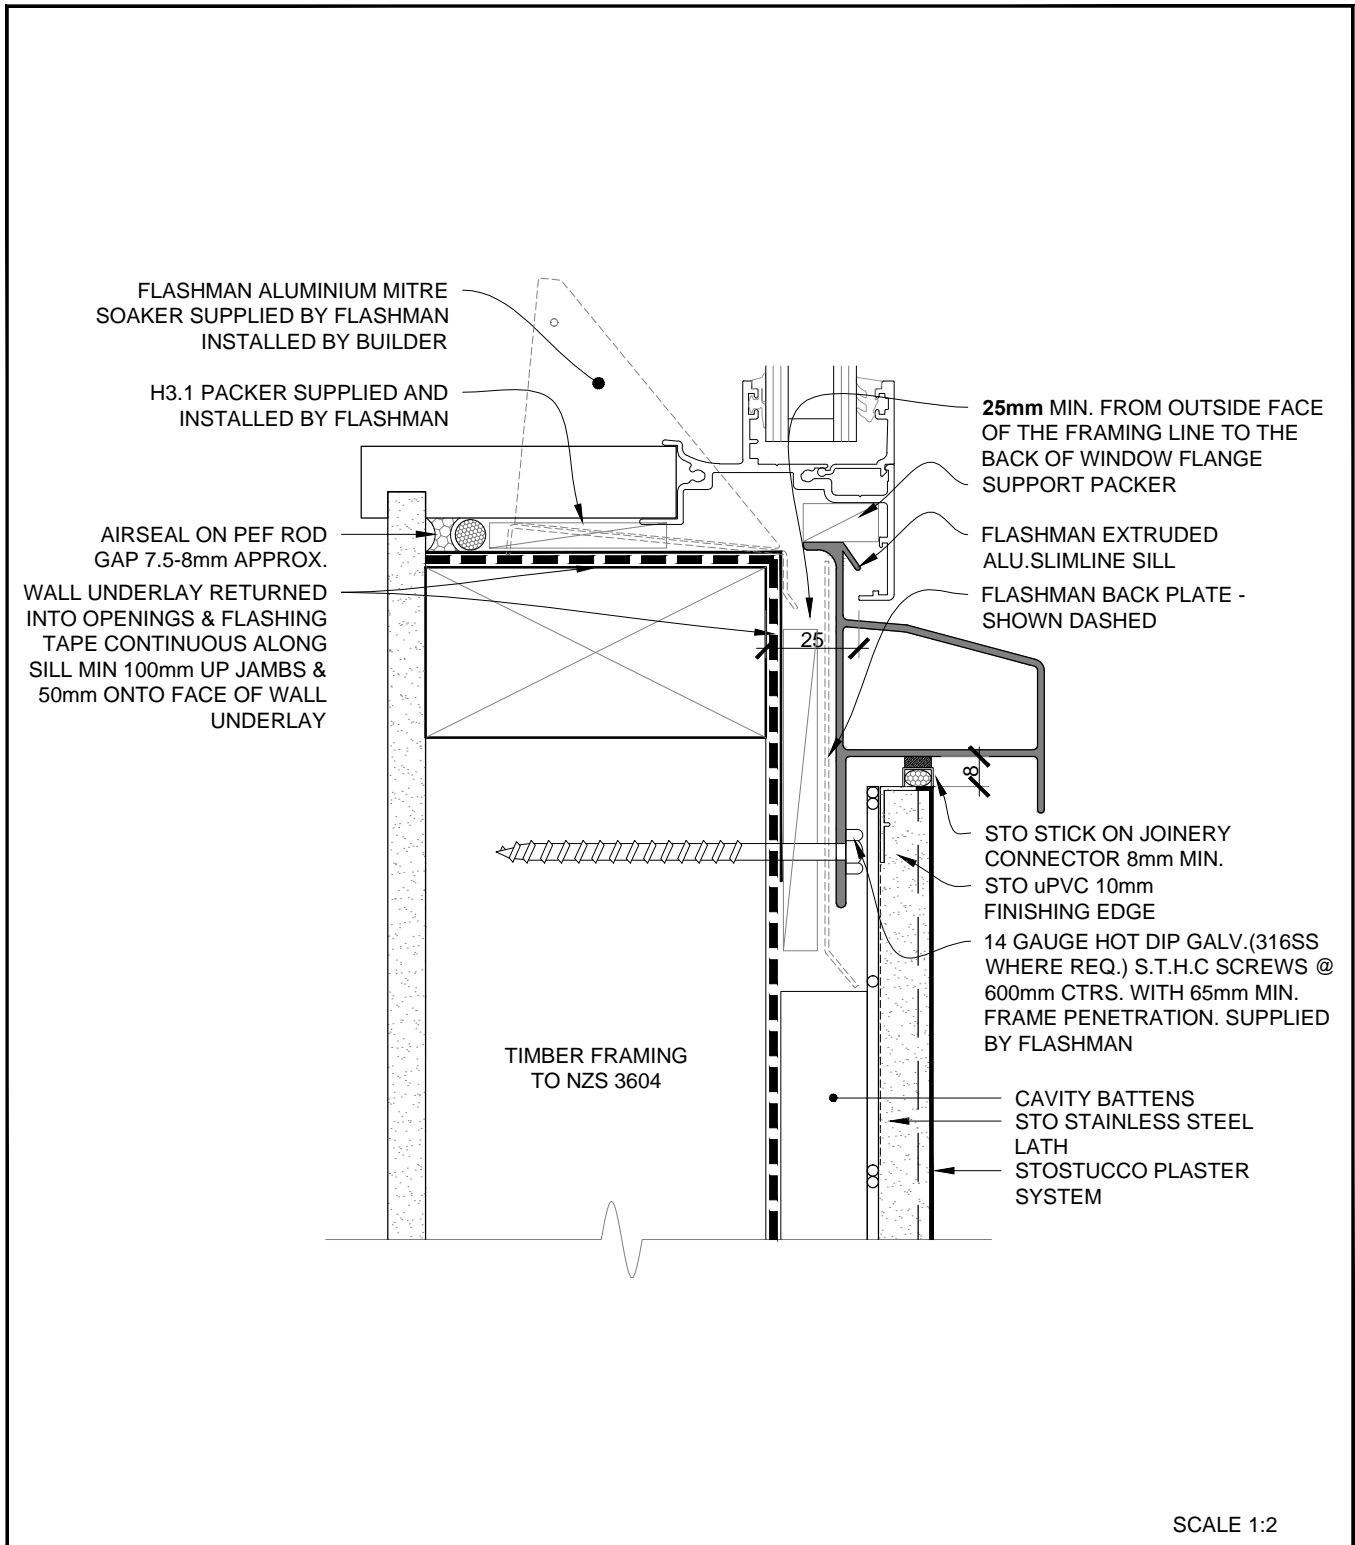 FLASHMAN ALUMINIUM MITRE
SOAKER SUPPLIED BY FLASHMAN
INSTALLED BY BUILDER
H3.1 PACKER SUPPLIED AND
INSTALLED BY FLASHMAN
AIRSEAL ON PEF ROD
GAP 7.5-8mm APPROX.
WALL UNDERLAY RETURNED
INTO OPENINGS & FLASHING
TAPE CONTINUOUS ALONG
SILL MIN 100mm UP JAMBS &
50mm ONTO FACE OF WALL
UNDERLAY
25mm MIN. FROM OUTSIDE FACE
OF THE FRAMING LINE TO THE
BACK OF WINDOW FLANGE
SUPPORT PACKER
FLASHMAN EXTRUDED
ALU.SLIMLINE SILL
FLASHMAN BACK PLATE -
SHOWN DASHED
25
8
STO STICK ON JOINERY
CONNECTOR 8mm MIN.
STO uPVC 10mm
FINISHING EDGE
14 GAUGE HOT DIP GALV.(316SS
WHERE REQ.) S.T.H.C SCREWS @
600mm CTRS. WITH 65mm MIN.
FRAME PENETRATION. SUPPLIED
BY FLASHMAN
TIMBER FRAMING
TO NZS 3604
CAVITY BATTENS
STO STAINLESS STEEL
LATH
STOSTUCCO PLASTER
SYSTEM
SCALE 1:2